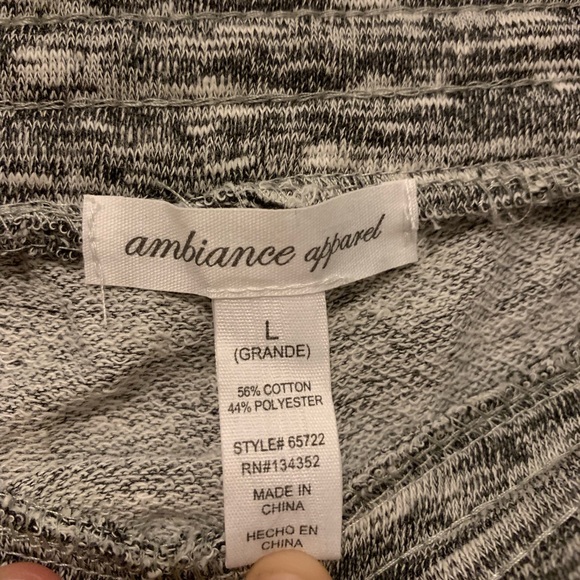 ambiance apparel
L
(GRANDE)
56% COTTON
44% POLYESTER
STYLE# 65722
RN#134352
MADE IN
CHINA
HECHO EN
CHINA